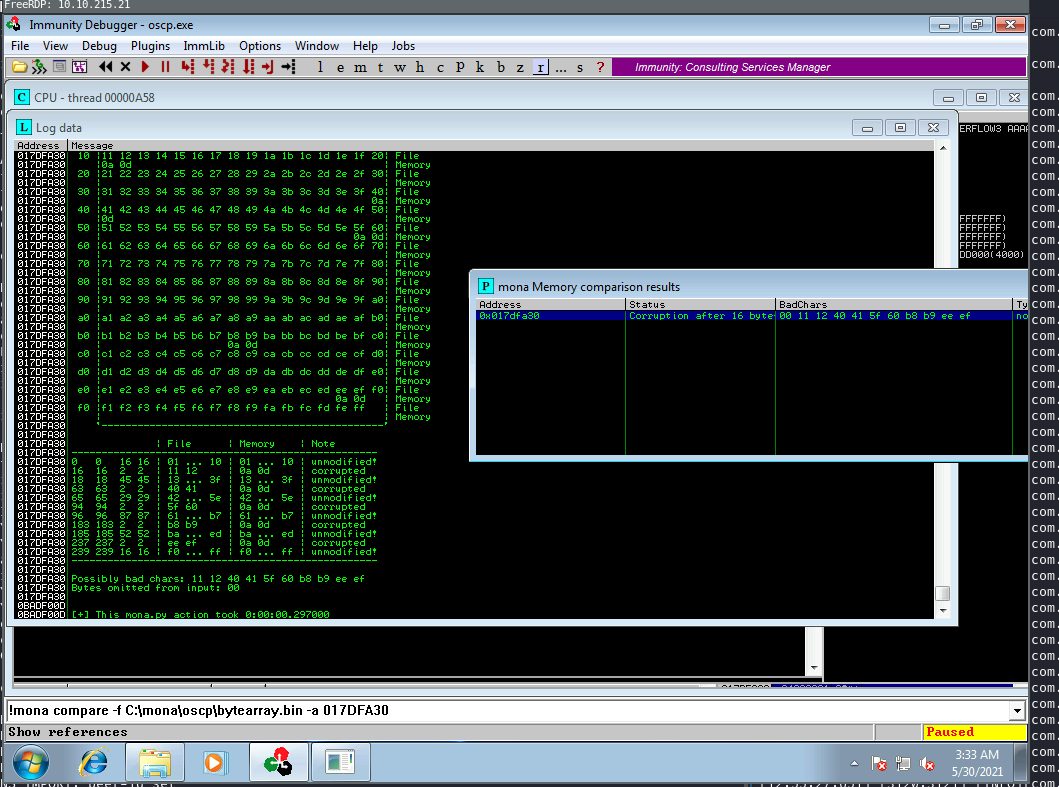 FreeRDP: 10.10.215.21
Immunity Debugger - oscp.exe
File View Debug Plugins ImmLib Options Window Help Jobs
l e m t w h c P k b z r ... s ?
Immunity: Consulting Services Manager
CPU - thread 00000A58
Log data
Address Message
017DFA30 10 |11 12 13 14 15 16 17 18 19 1a 1b 1c 1d 1e 1f 20| File
017DFA30 |0a 0d | Memory
017DFA30 20 |21 22 23 24 25 26 27 28 29 2a 2b 2c 2d 2e 2f 30| File
017DFA30 | | Memory
017DFA30 30 |31 32 33 34 35 36 37 38 39 3a 3b 3c 3d 3e 3f 40| File
017DFA30 | 0a| Memory
017DFA30 40 |41 42 43 44 45 46 47 48 49 4a 4b 4c 4d 4e 4f 50| File
017DFA30 |0d | Memory
017DFA30 50 |51 52 53 54 55 56 57 58 59 5a 5b 5c 5d 5e 5f 60| File
017DFA30 | 0a 0d| Memory
017DFA30 60 |61 62 63 64 65 66 67 68 69 6a 6b 6c 6d 6e 6f 70| File
017DFA30 | | Memory
017DFA30 70 |71 72 73 74 75 76 77 78 79 7a 7b 7c 7d 7e 7f 80| File
017DFA30 | | Memory
017DFA30 80 |81 82 83 84 85 86 87 88 89 8a 8b 8c 8d 8e 8f 90| File
017DFA30 | | Memory
017DFA30 90 |91 92 93 94 95 96 97 98 99 9a 9b 9c 9d 9e 9f a0| File
017DFA30 | | Memory
017DFA30 a0 |a1 a2 a3 a4 a5 a6 a7 a8 a9 aa ab ac ad ae af b0| File
017DFA30 | | Memory
017DFA30 b0 |b1 b2 b3 b4 b5 b6 b7 b8 b9 ba bb bc bd be bf c0| File
017DFA30 | 0a 0d | Memory
017DFA30 c0 |c1 c2 c3 c4 c5 c6 c7 c8 c9 ca cb cc cd ce cf d0| File
017DFA30 | | Memory
017DFA30 d0 |d1 d2 d3 d4 d5 d6 d7 d8 d9 da db dc dd de df e0| File
017DFA30 | | Memory
017DFA30 e0 |e1 e2 e3 e4 e5 e6 e7 e8 e9 ea eb ec ed ee ef f0| File
017DFA30 | 0a 0d | Memory
017DFA30 f0 |f1 f2 f3 f4 f5 f6 f7 f8 f9 fa fb fc fd fe ff | File
017DFA30 | | Memory
017DFA30
017DFA30
017DFA30 | File | Memory | Note
017DFA30
017DFA30 0 0 16 16 | 01 ... 10 | 01 ... 10 | unmodified!
017DFA30 16 16 2 2 | 11 12 | 0a 0d | corrupted
017DFA30 18 18 45 45 | 13 ... 3f | 13 ... 3f | unmodified!
017DFA30 63 63 2 2 | 40 41 | 0a 0d | corrupted
017DFA30 65 65 29 29 | 42 ... 5e | 42 ... 5e | unmodified!
017DFA30 94 94 2 2 | 5f 60 | 0a 0d | corrupted
017DFA30 96 96 87 87 | 61 ... b7 | 61 ... b7 | unmodified!
017DFA30 183 183 2 2 | b8 b9 | 0a 0d | corrupted
017DFA30 185 185 52 52 | ba ... ed | ba ... ed | unmodified!
017DFA30 237 237 2 2 | ee ef | 0a 0d | corrupted
017DFA30 239 239 16 16 | f0 ... ff | f0 ... ff | unmodified!
017DFA30
017DFA30
017DFA30 Possibly bad chars: 11 12 40 41 5f 60 b8 b9 ee ef
017DFA30 Bytes omitted from input: 00
017DFA30
0BADF00D
0BADF00D [+] This mona.py action took 0:00:00.297000
mona Memory comparison results
Address Status BadChars Ty
0x017dfa30 Corruption after 16 byte 00 11 12 40 41 5f 60 b8 b9 ee ef no
ERFLOW3 AAAA
FFFFFFF)
FFFFFFF)
FFFFFFF)
FFFFFFF)
DD000(4000)
!mona compare -f C:\mona\oscp\bytearray.bin -a 017DFA30
Show references
Paused
3:33 AM
5/30/2021